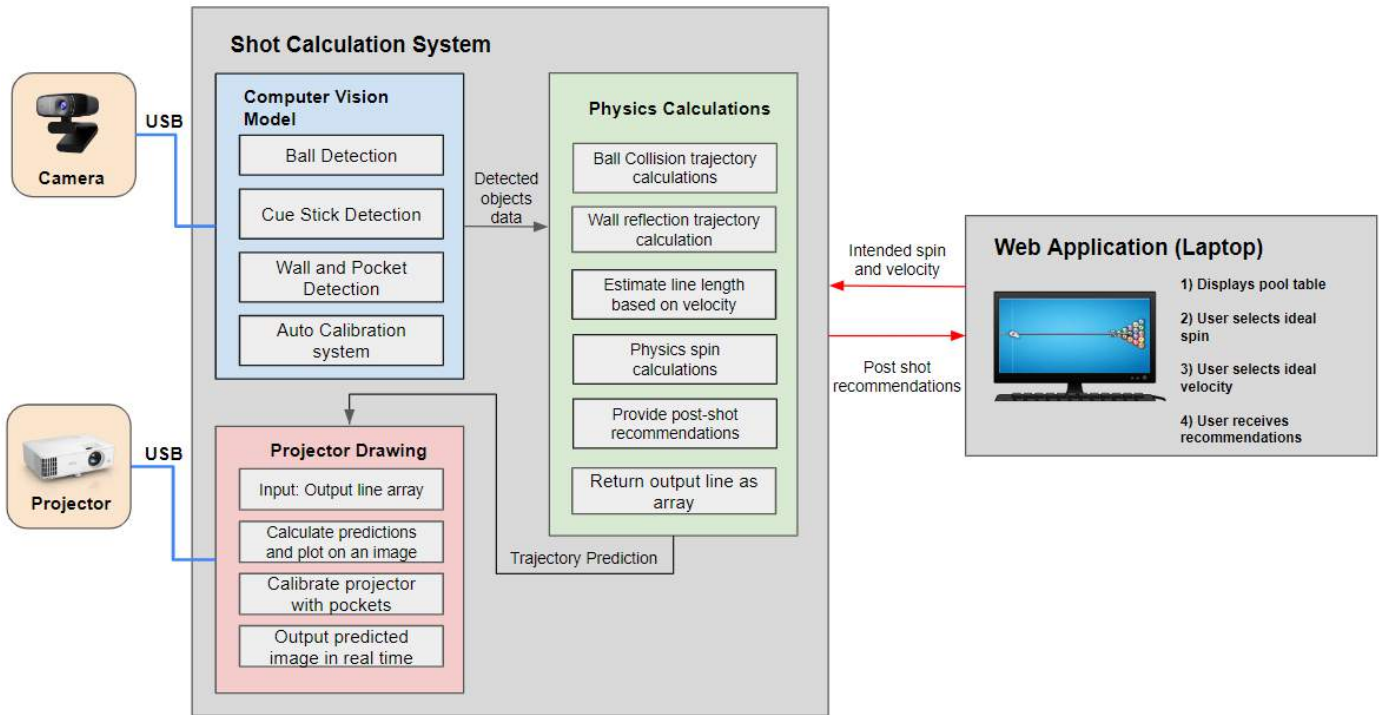 Shot Calculation System
USB
Camera
Computer Vision
Model
Ball Detection
Cue Stick Detection
Wall and Pocket
Detection
Auto Calibration
system
Detected
objects
data
Physics Calculations
Ball Collision trajectory
calculations
Wall reflection trajectory
calculation
Estimate line length
based on velocity
Physics spin
calculations
Provide post-shot
recommendations
Return output line as
array
Trajectory Prediction
USB
Projector
Projector Drawing
Input: Output line array
Calculate predictions
and plot on an image
Calibrate projector
with pockets
Output predicted
image in real time
Intended spin
and velocity
Post shot
recommendations
Web Application (Laptop)
1) Displays pool table
2) User selects ideal
spin
3) User selects ideal
velocity
4) User receives
recommendations